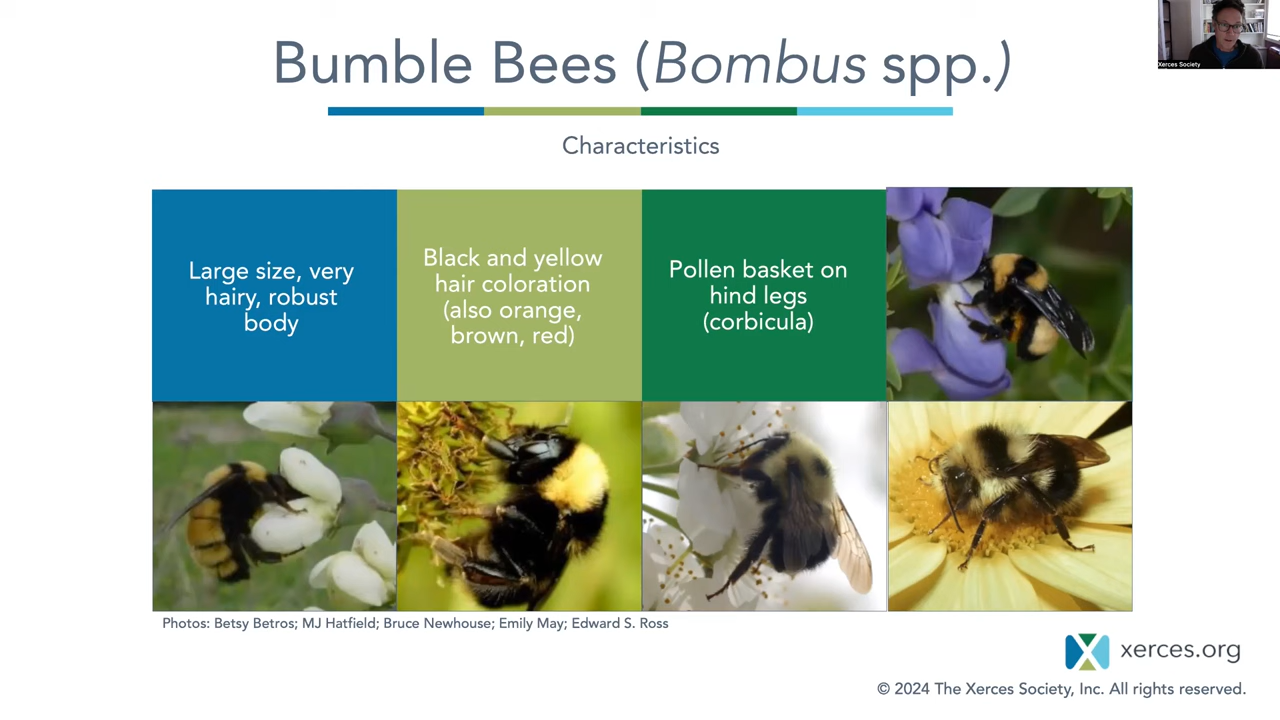 Bumble Bees (Bombus spp.)
Xerces Society
Characteristics
Large size, very
hairy, robust
body
Black and yellow
hair coloration
(also orange,
brown, red)
Pollen basket on
hind legs
(corbicula)
Photos: Betsy Betros; MJ Hatfield; Bruce Newhouse; Emily May; Edward S. Ross
xerces.org
© 2024 The Xerces Society, Inc. All rights reserved.